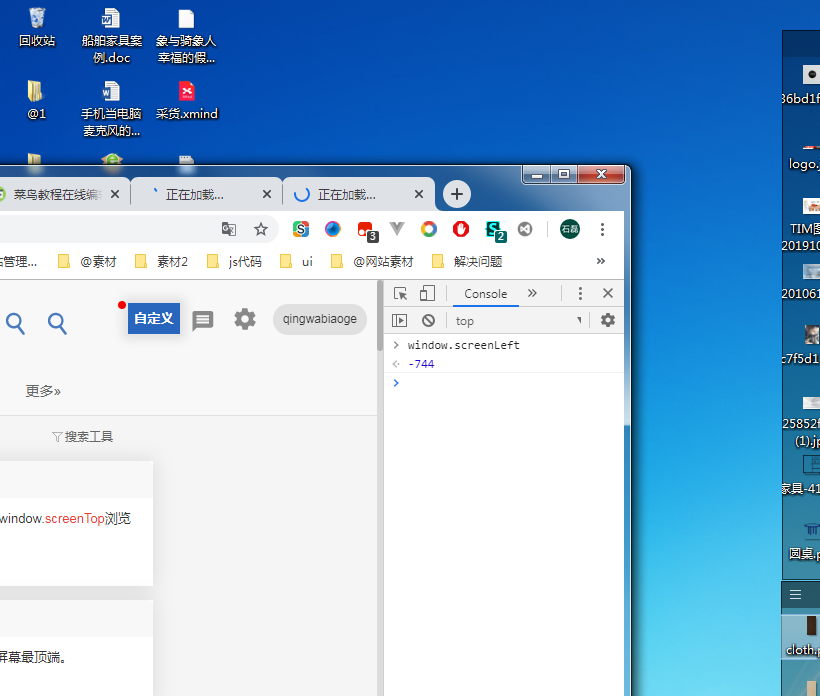 回收站
船舶家具案
例.doc
象与骑象人
幸福的假...
@1
手机当电脑
麦克风的...
采货.xmind
36bd1f
logo.j
TIM图
201910
201061
c7f5d1
25852f
(1).jp
家具-41
圆桌.p
cloth.p
菜鸟教程在线编
正在加载...
正在加载...
3
2
石磊
站管理...
@素材
素材2
js代码
ui
@网站素材
解决问题
»
自定义
qingwabiaoge
更多»
搜索工具
window.screenTop浏览
屏幕最顶端。
Console
»
top
> window.screenLeft
< -744
>